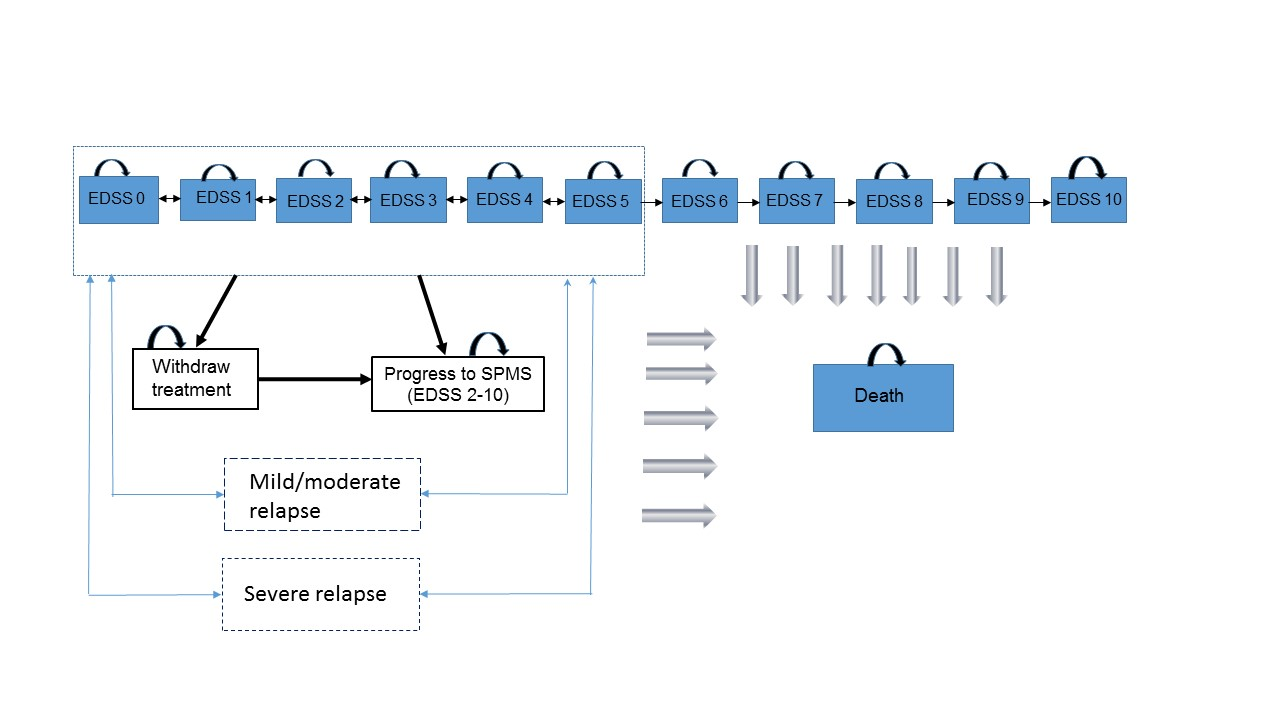 EDSS 0
EDSS 1
EDSS 2
EDSS 3
EDSS 4
EDSS 5
EDSS 6
EDSS 7
EDSS 8
EDSS 9
EDSS 10
Withdraw
treatment
Progress to SPMS
(EDSS 2-10)
Death
Mild/moderate
relapse
Severe relapse